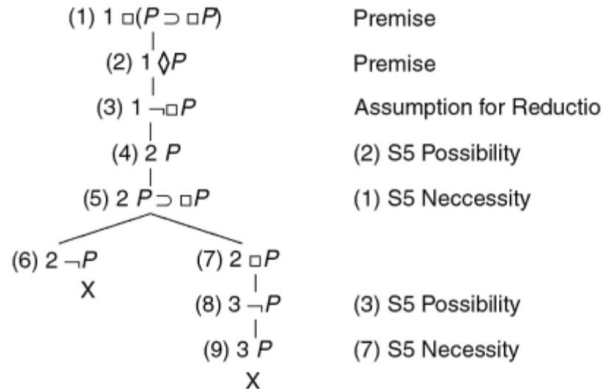 (1) 1 □(P ⊃ □P) Premise
(2) 1 ◊P Premise
(3) 1 ¬□P Assumption for Reductio
(4) 2 P (2) S5 Possibility
(5) 2 P ⊃ □P (1) S5 Neccessity
(6) 2 ¬P (7) 2 □P
X
(8) 3 ¬P (3) S5 Possibility
(9) 3 P (7) S5 Necessity
X